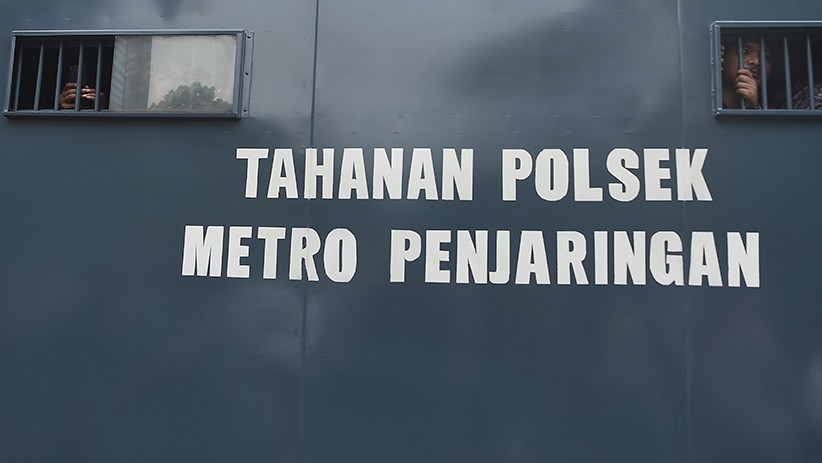 TAHANAN POLSEK
METRO PENJARINGAN